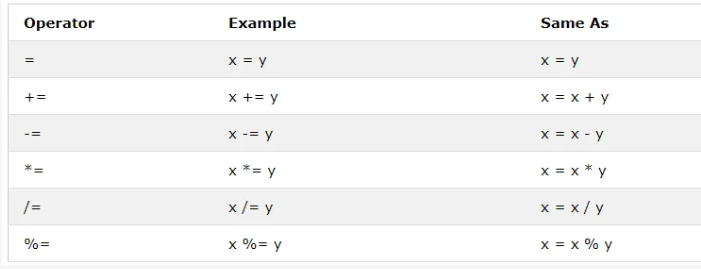 Operator Example Same As
= x = y x = y
+= x += y x = x + y
-= x -= y x = x - y
*= x *= y x = x * y
/= x /= y x = x / y
%= x %= y x = x % y